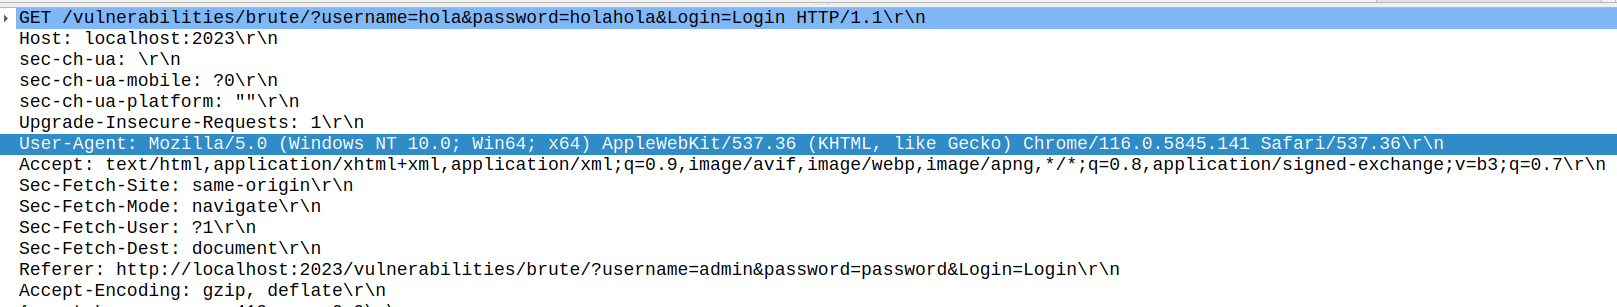 GET /vulnerabilities/brute/?username=hola&password=holahola&Login=Login HTTP/1.1\r\n
Host: localhost:2023\r\n
sec-ch-ua: \r\n
sec-ch-ua-mobile: ?0\r\n
sec-ch-ua-platform: ""\r\n
Upgrade-Insecure-Requests: 1\r\n
User-Agent: Mozilla/5.0 (Windows NT 10.0; Win64; x64) AppleWebKit/537.36 (KHTML, like Gecko) Chrome/116.0.5845.141 Safari/537.36\r\n
Accept: text/html,application/xhtml+xml,application/xml;q=0.9,image/avif,image/webp,image/apng,*/*;q=0.8,application/signed-exchange;v=b3;q=0.7\r\n
Sec-Fetch-Site: same-origin\r\n
Sec-Fetch-Mode: navigate\r\n
Sec-Fetch-User: ?1\r\n
Sec-Fetch-Dest: document\r\n
Referer: http://localhost:2023/vulnerabilities/brute/?username=admin&password=password&Login=Login\r\n
Accept-Encoding: gzip, deflate\r\n